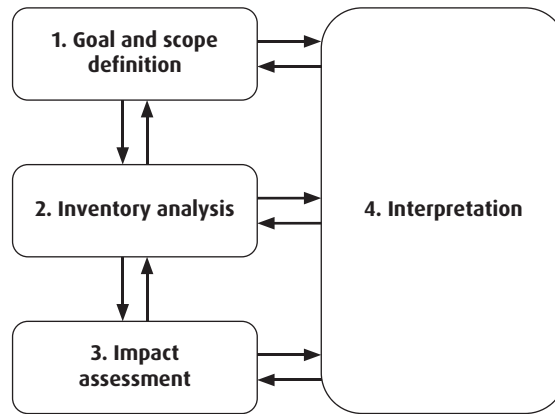 1. Goal and scope
definition
2. Inventory analysis
4. Interpretation
3. Impact
assessment